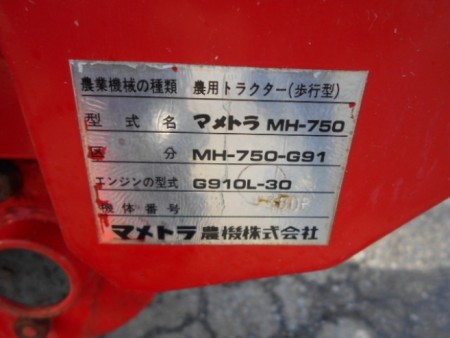 農業機械の種類 農用トラクター(歩行型)
型式名 マメトラ MH-750
区分 MH-750-G91
エンジンの型式 G910L-30
機体番号
マメトラ農機株式会社